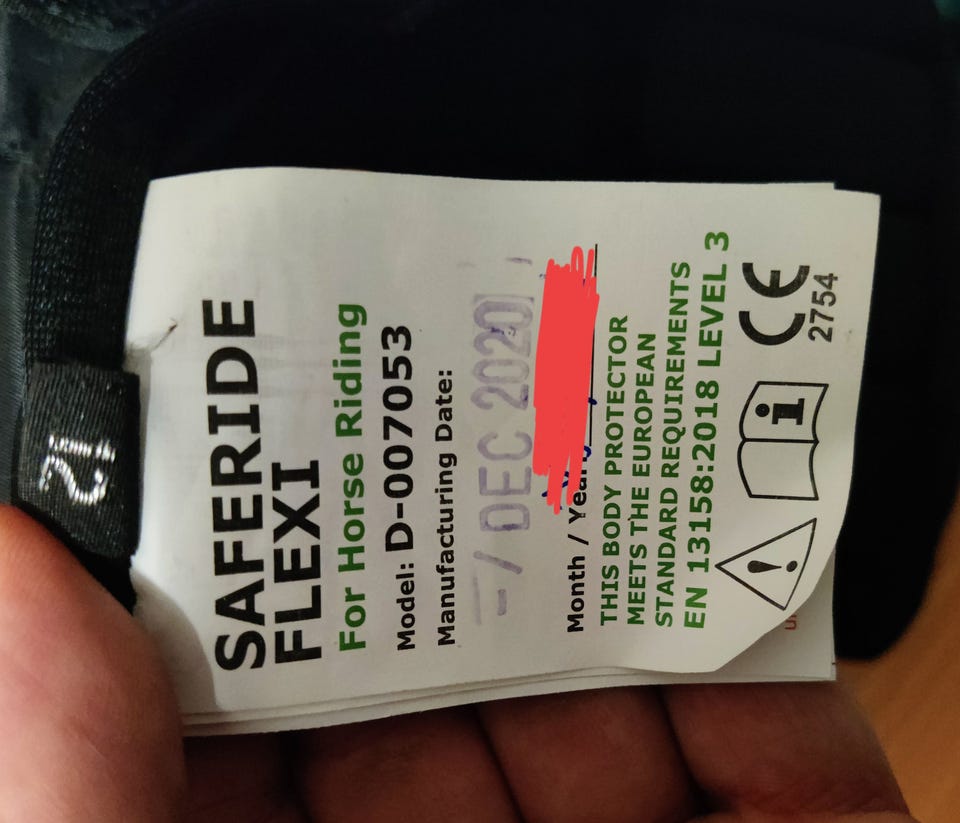 12
SAFERIDE
FLEXI
For Horse Riding
Model: D-007053
Manufacturing Date:
-/ DEC 2020
Month / Year:
THIS BODY PROTECTOR
MEETS THE EUROPEAN
STANDARD REQUIREMENTS
EN 13158:2018 LEVEL 3
CE
2754